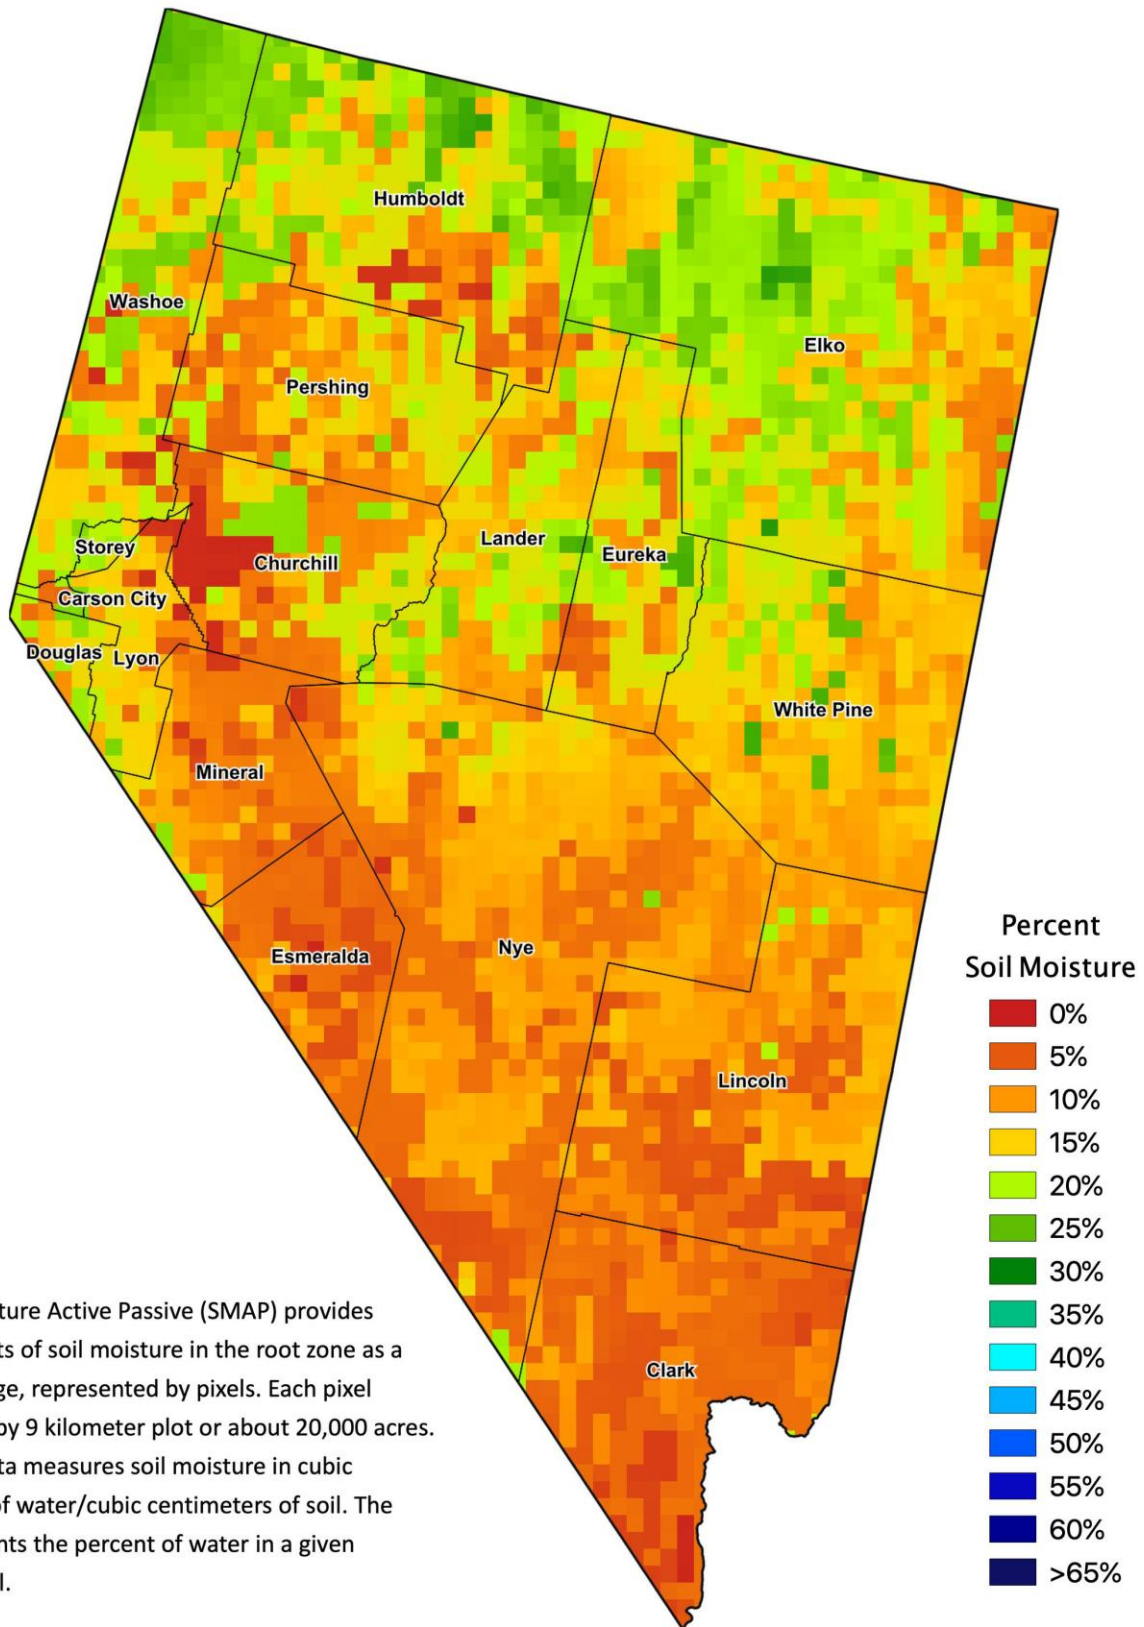 Humboldt
Washoe
Elko
Pershing
Lander
Storey
Eureka
Churchill
Carson City
Douglas
Lyon
White Pine
Mineral
Nye
Esmeralda
Lincoln
Clark
Percent
Soil Moisture
0%
5%
10%
15%
20%
25%
30%
35%
40%
45%
50%
55%
60%
>65%
ture Active Passive (SMAP) provides
ts of soil moisture in the root zone as a
ge, represented by pixels. Each pixel
by 9 kilometer plot or about 20,000 acres.
ta measures soil moisture in cubic
of water/cubic centimeters of soil. The
nts the percent of water in a given
l.